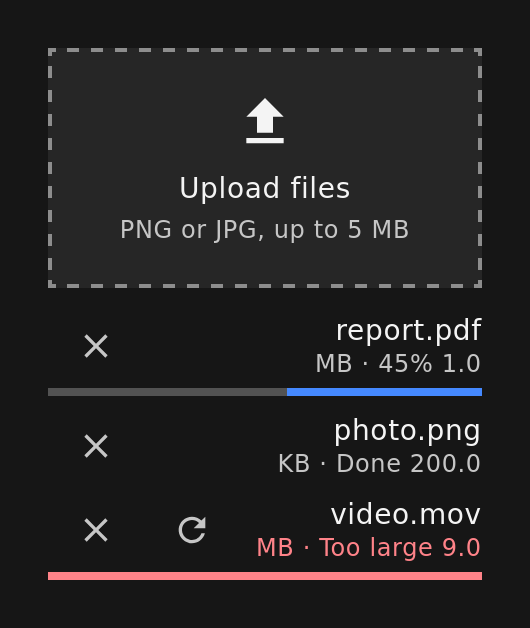 Upload files
PNG or JPG, up to 5 MB
report.pdf
MB · 45% 1.0
photo.png
KB · Done 200.0
video.mov
MB · Too large 9.0